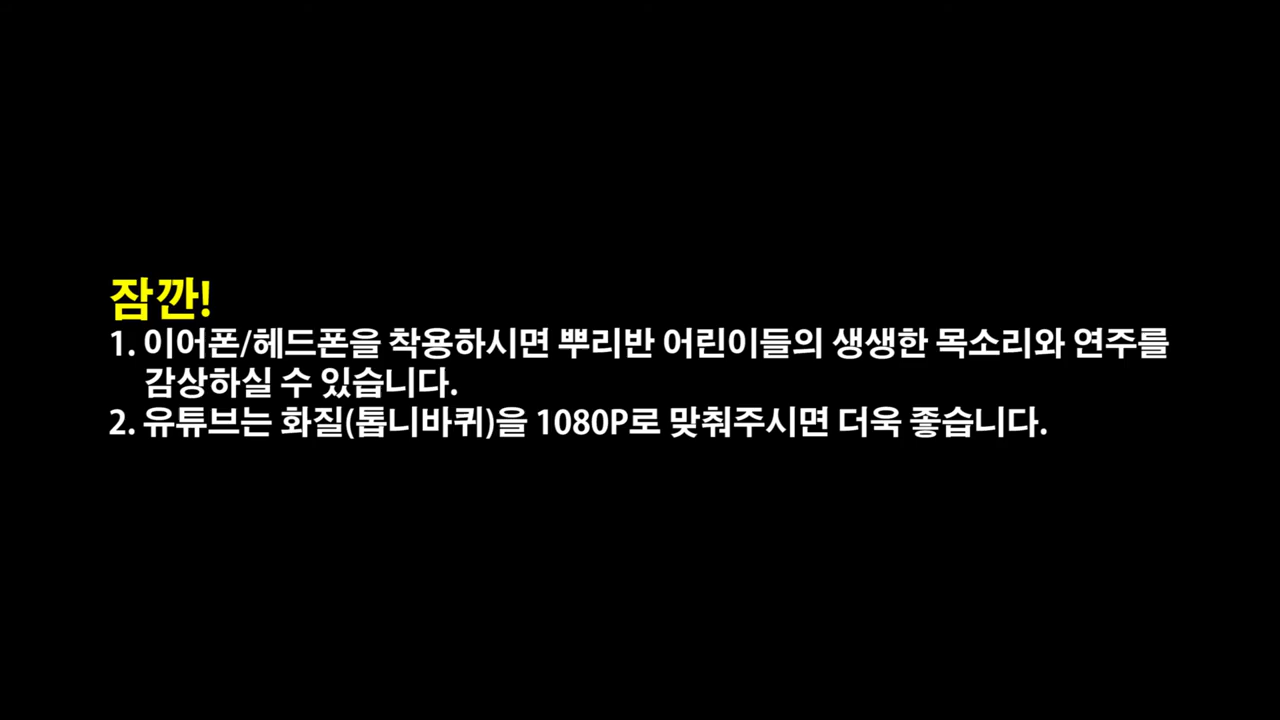 잠깐!
1. 이어폰/헤드폰을 착용하시면 뿌리반 어린이들의 생생한 목소리와 연주를
감상하실 수 있습니다.
2. 유튜브는 화질(톱니바퀴)을 1080P로 맞춰주시면 더욱 좋습니다.